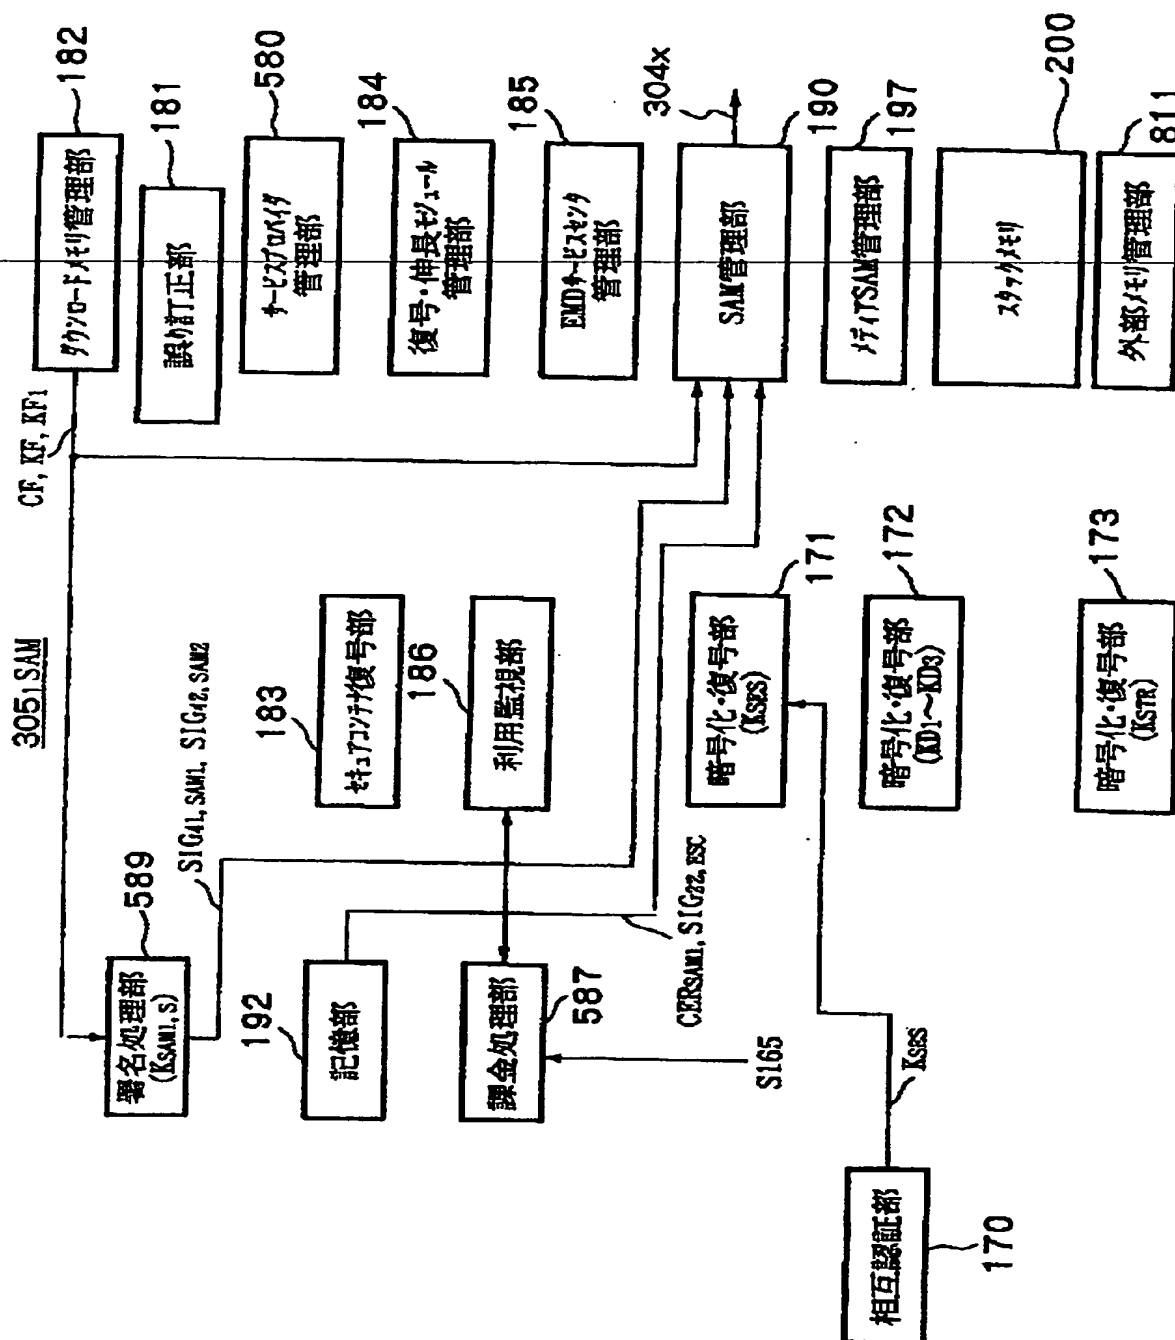 305₁;SAM
182
ダウンロードメモリ管理部
CF, KF, KF₁
181
誤り訂正部
580
サービスプロバイダ
管理部
184
復号・伸長モジュール
管理部
185
EMDサービスセンタ
管理部
304x
190
SAM管理部
197
メディアSAM管理部
200
スタックメモリ
811
外部メモリ管理部
183
セキュアコンテナ復号部
186
利用監視部
171
暗号化・復号部
(KSES)
172
暗号化・復号部
(KD₁～KD₃)
173
暗号化・復号部
(KSTR)
589
署名処理部
(KSAM1,S)
SIG41,SAM1, SIG42,SAM2
192
記憶部
CERSAM1, SIG22,ESC
587
課金処理部
S165
KSES
170
相互認証部